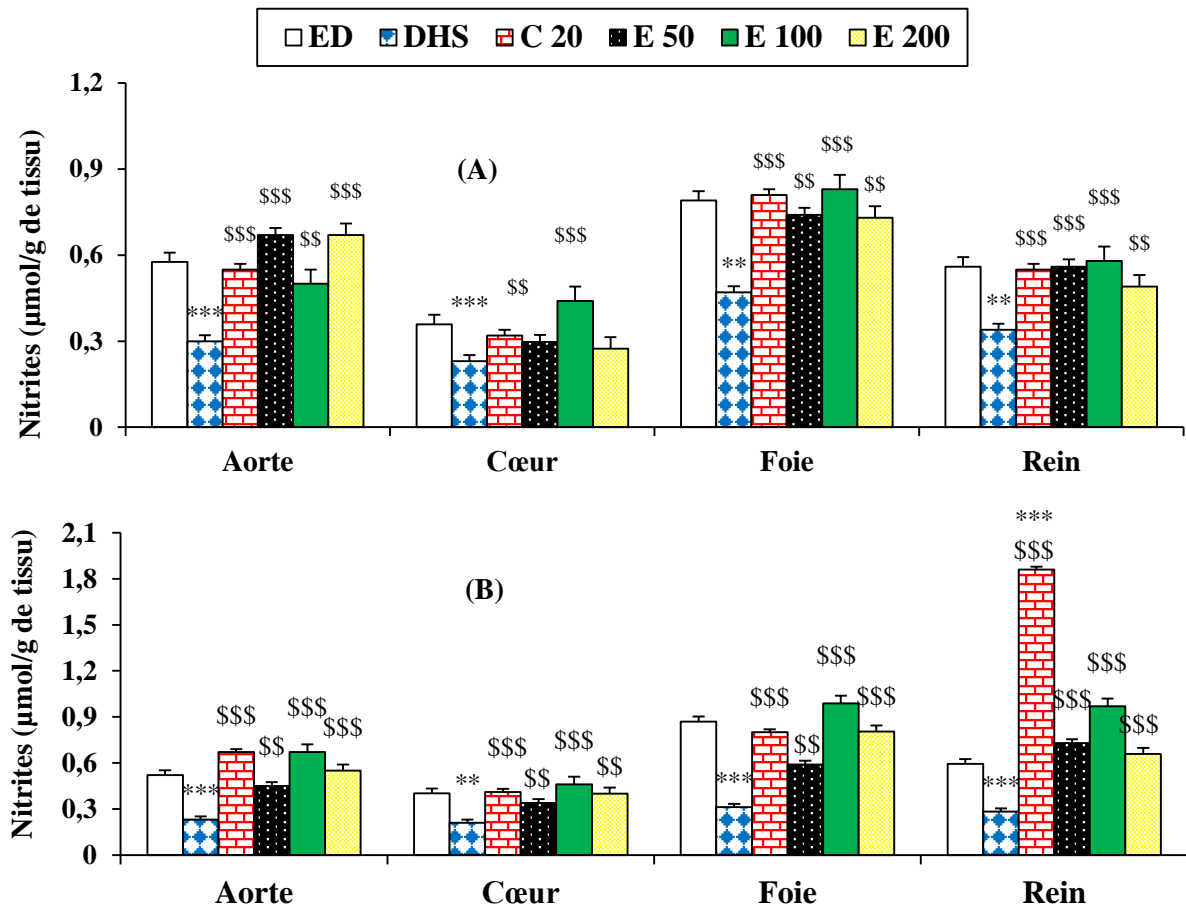 ED DHS C 20 E 50 E 100 E 200
Nitrites (µmol/g de tissu)
1,2
0,9
0,6
0,3
0
(A)
*** $$$ $$$ $$ $$$
*** $$ $$$
** $$$ $$ $$$ $$
** $$$ $$$ $$$ $$
Aorte Cœur Foie Rein
Nitrites (µmol/g de tissu)
2,1
1,8
1,5
1,2
0,9
0,6
0,3
0
(B)
*** $$$ $$ $$$ $$$
** $$$ $$ $$$ $$
*** $$$ $$ $$$ $$$
*** *** $$$ $$$ $$$ $$$
Aorte Cœur Foie Rein